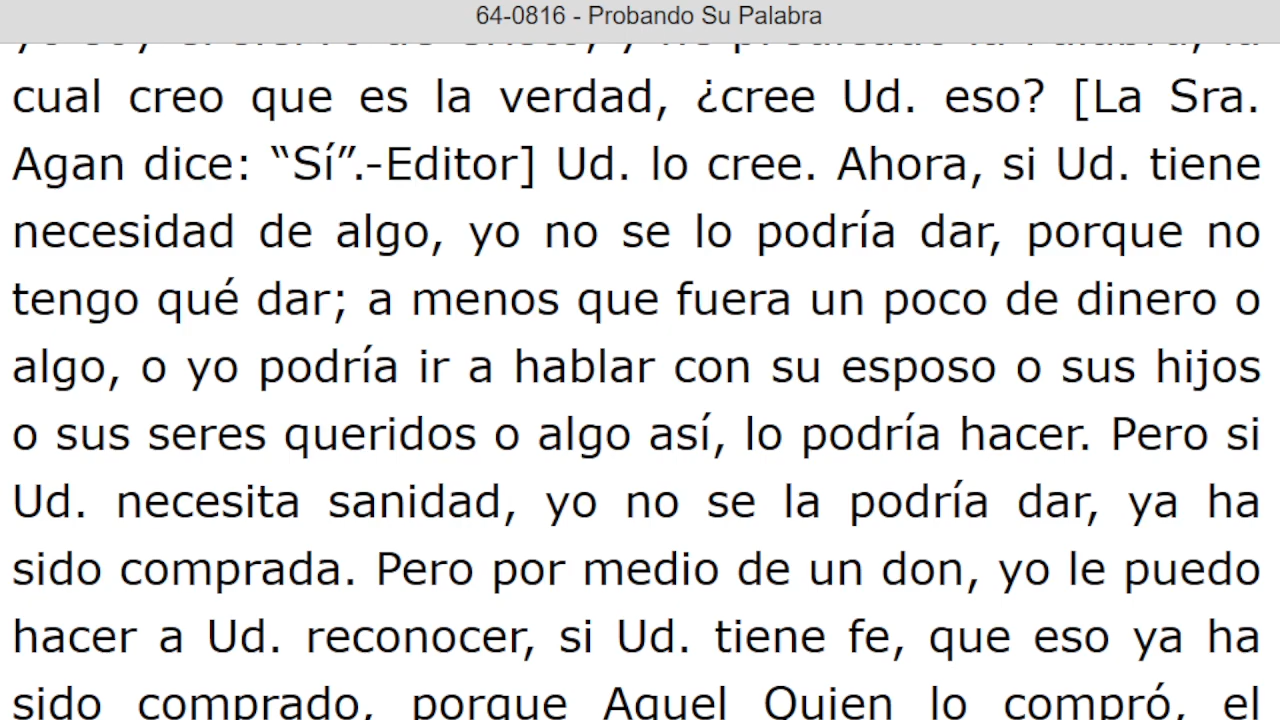 64-0816 - Probando Su Palabra
cual creo que es la verdad, ¿cree Ud. eso? [La Sra.
Agan dice: “Sí”.-Editor] Ud. lo cree. Ahora, si Ud. tiene
necesidad de algo, yo no se lo podría dar, porque no
tengo qué dar; a menos que fuera un poco de dinero o
algo, o yo podría ir a hablar con su esposo o sus hijos
o sus seres queridos o algo así, lo podría hacer. Pero si
Ud. necesita sanidad, yo no se la podría dar, ya ha
sido comprada. Pero por medio de un don, yo le puedo
hacer a Ud. reconocer, si Ud. tiene fe, que eso ya ha
sido comprado, porque Aquel Quien lo compró, el